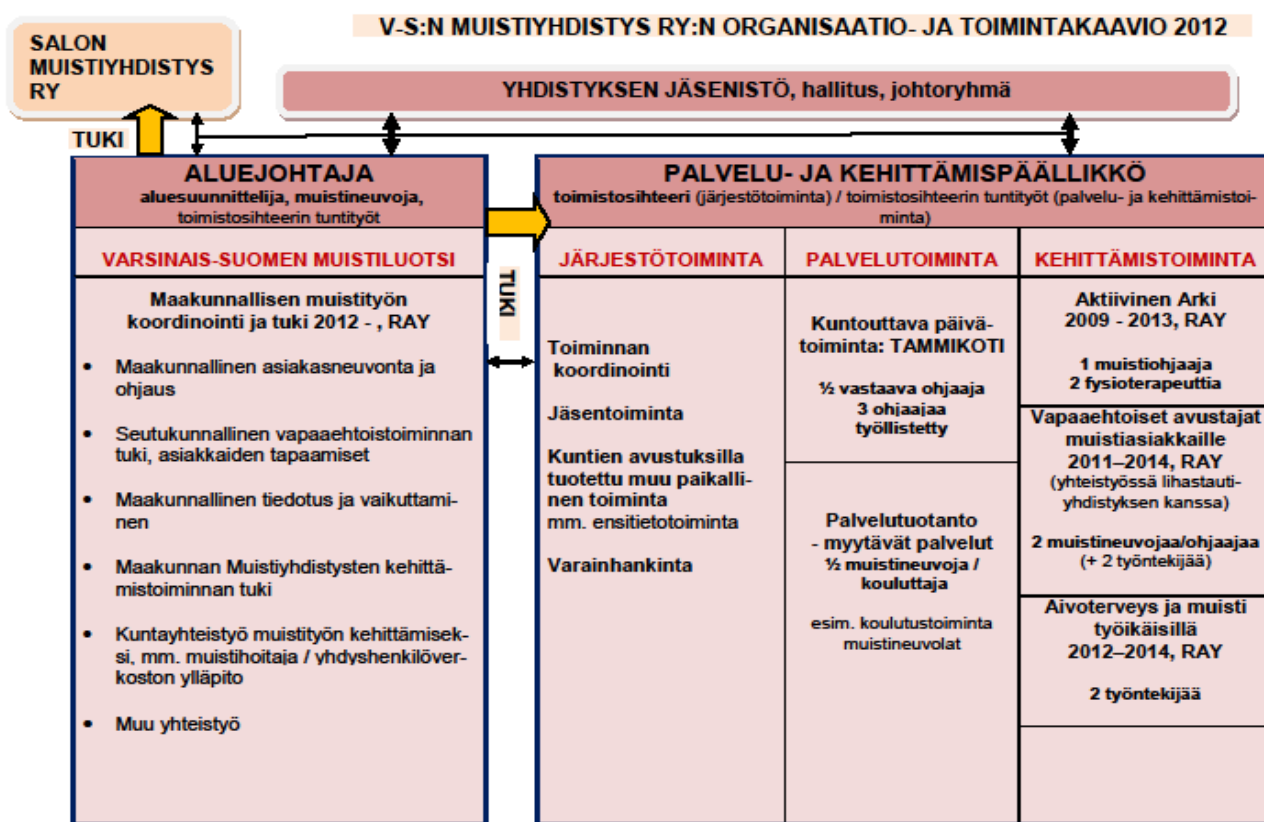 V-S:N MUISTIYHDISTYS RY:N ORGANISAATIO- JA TOIMINTAKAAVIO 2012
SALON
MUISTIYHDISTYS
RY
YHDISTYKSEN JÄSENISTÖ, hallitus, johtoryhmä
TUKI
ALUEJOHTAJA
aluesuunnittelija, muistineuvoja,
toimistosihteerin tuntityöt
VARSINAIS-SUOMEN MUISTILUOTSI
Maakunnallisen muistityön
koordinointi ja tuki 2012 - , RAY
• Maakunnallinen asiakasneuvonta ja
ohjaus
• Seutukunnallinen vapaaehtoistoiminnan
tuki, asiakkaiden tapaamiset
• Maakunnallinen tiedotus ja vaikuttami-
nen
• Maakunnan Muistiyhdistysten kehittä-
mistoiminnan tuki
• Kuntayhteistyö muistityön kehittämisek-
si, mm. muistihoitaja / yhdyshenkilöver-
koston ylläpito
• Muu yhteistyö
TUKI
PALVELU- JA KEHITTÄMISPÄÄLLIKKÖ
toimistosihteeri (järjestötoiminta) / toimistosihteerin tuntityöt (palvelu- ja kehittämistoi-
minta)
JÄRJESTÖTOIMINTA
Toiminnan
koordinointi
Jäsentoiminta
Kuntien avustuksilla
tuotettu muu paikalli-
nen toiminta
mm. ensitietotoiminta
Varainhankinta
PALVELUTOIMINTA
Kuntouttava päivä-
toiminta: TAMMIKOTI
½ vastaava ohjaaja
3 ohjaajaa
työllistetty
Palvelutuotanto
- myytävät palvelut
½ muistineuvoja /
kouluttaja
esim. koulutustoiminta
muistineuvolat
KEHITTÄMISTOIMINTA
Aktiivinen Arki
2009 - 2013, RAY
1 muistiohjaaja
2 fysioterapeuttia
Vapaaehtoiset avustajat
muistiasiakkaille
2011–2014, RAY
(yhteistyössä lihastauti-
yhdistyksen kanssa)
2 muistineuvojaa/ohjaajaa
(+ 2 työntekijää)
Aivoterveys ja muisti
työikäisillä
2012–2014, RAY
2 työntekijää